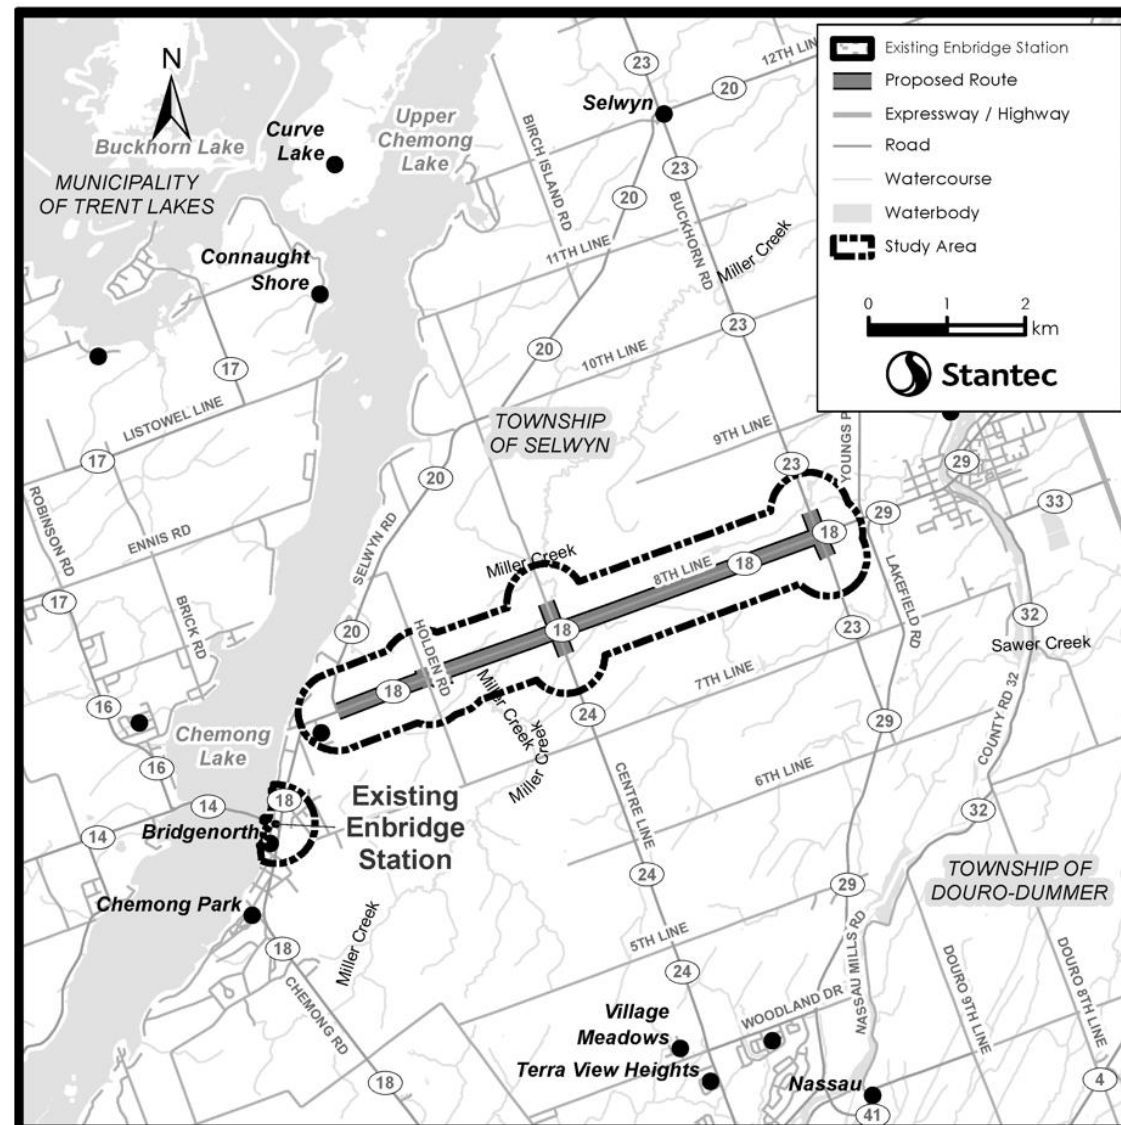 N
Buckhorn Lake
MUNICIPALITY
OF TRENT LAKES
Curve
Lake
Upper
Chemong
Lake
Connaught
Shore
Selwyn
23
12TH LIN
20
23
20
BIRCH ISLAND RD
BUCKHORN RD
11TH LINE
Miller Creek
23
20
10TH LINE
17
LISTOWEL LINE
17
TOWNSHIP
OF SELWYN
9TH LINE
23
YOUNGS P
29
20
33
ROBINSON RD
ENNIS RD
SELWYN RD
29
18
Miller Creek
8TH LINE
18
LAKEFIELD RD
17
BRICK RD
20
HOLDEN RD
18
23
32
Sawer Creek
7TH LINE
18
Miller Creek
Miller Creek
Miller Creek
24
29
COUNTY RD 32
16
16
Chemong
Lake
6TH LINE
CENTRE LINE
14
18
14
Bridgenorth
Existing
Enbridge
Station
32
TOWNSHIP OF
DOURO-DUMMER
24
29
Chemong Park
Miller Creek
18
5TH LINE
24
NASSAU MILLS RD
DOURO 9TH LINE
DOURO 8TH LINE
CHEMONG RD
WOODLAND DR
Village
Meadows
Terra View Heights
Nassau
18
4
41
Existing Enbridge Station
Proposed Route
Expressway / Highway
Road
Watercourse
Waterbody
Study Area
0 1 2
km
Stantec